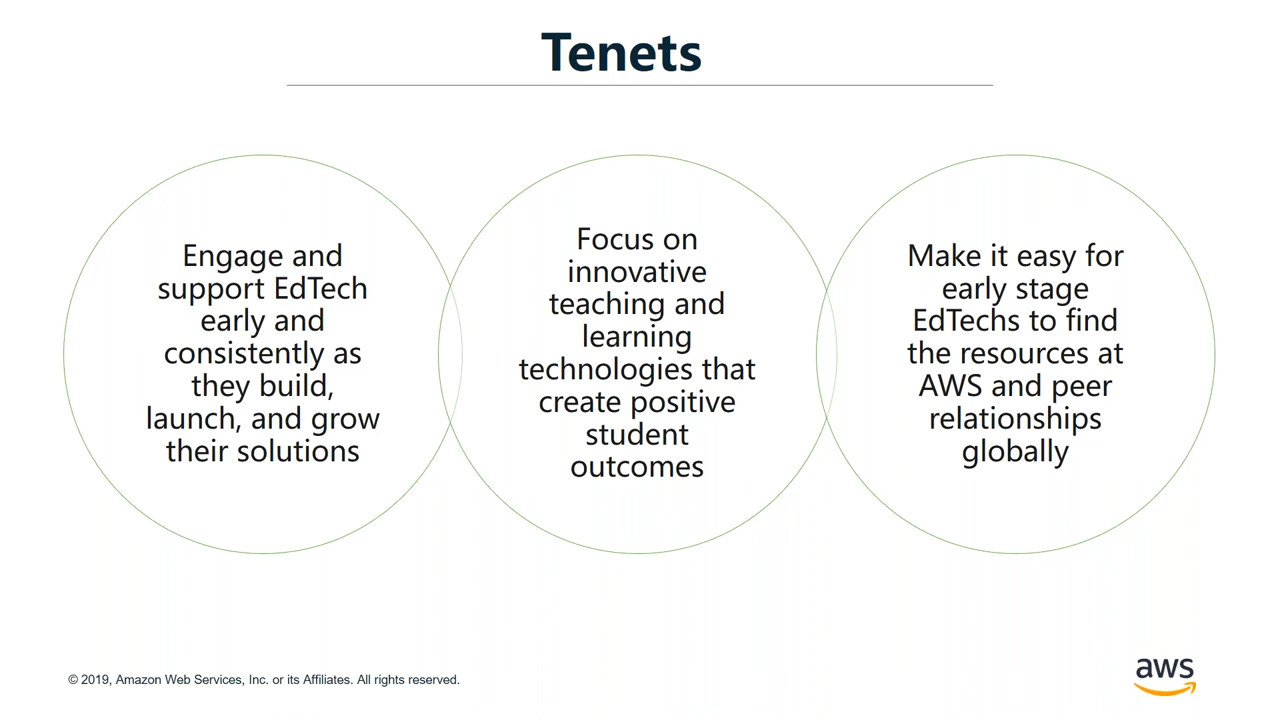 Tenets
Engage and
support EdTech
early and
consistently as
they build,
launch, and grow
their solutions
Focus on
innovative
teaching and
learning
technologies that
create positive
student
outcomes
Make it easy for
early stage
EdTechs to find
the resources at
AWS and peer
relationships
globally
© 2019, Amazon Web Services, Inc. or its Affiliates. All rights reserved.
aws